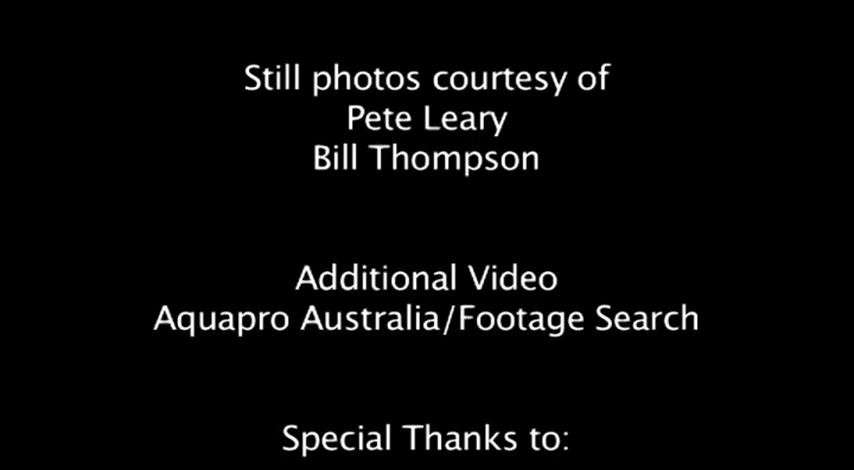 Still photos courtesy of
Pete Leary
Bill Thompson
Additional Video
Aquapro Australia/Footage Search
Special Thanks to: